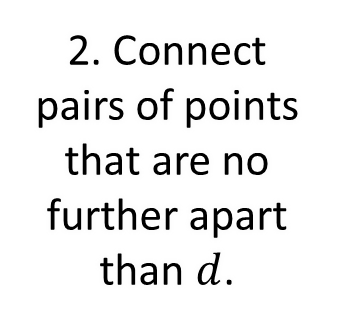 2. Connect
pairs of points
that are no
further apart
than d.